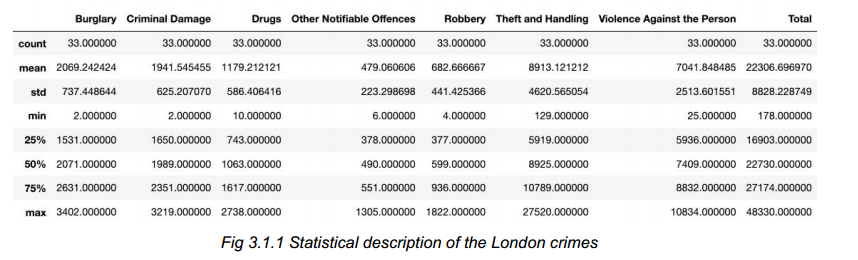 Burglary Criminal Damage Drugs Other Notifiable Offences Robbery Theft and Handling Violence Against the Person Total
count 33.000000 33.000000 33.000000 33.000000 33.000000 33.000000 33.000000 33.000000
mean 2069.242424 1941.545455 1179.212121 479.060606 682.666667 8913.121212 7041.848485 22306.696970
std 737.448644 625.207070 586.406416 223.298698 441.425366 4620.565054 2513.601551 8828.228749
min 2.000000 2.000000 10.000000 6.000000 4.000000 129.000000 25.000000 178.000000
25% 1531.000000 1650.000000 743.000000 378.000000 377.000000 5919.000000 5936.000000 16903.000000
50% 2071.000000 1989.000000 1063.000000 490.000000 599.000000 8925.000000 7409.000000 22730.000000
75% 2631.000000 2351.000000 1617.000000 551.000000 936.000000 10789.000000 8832.000000 27174.000000
max 3402.000000 3219.000000 2738.000000 1305.000000 1822.000000 27520.000000 10834.000000 48330.000000
Fig 3.1.1 Statistical description of the London crimes